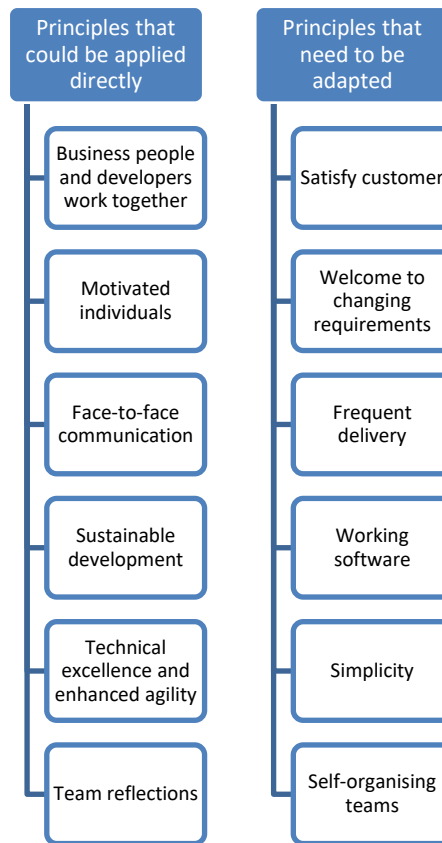 Principles that
could be applied
directly
Business people
and developers
work together
Motivated
individuals
Face-to-face
communication
Sustainable
development
Technical
excellence and
enhanced agility
Team reflections
Principles that
need to be
adapted
Satisfy customer
Welcome to
changing
requirements
Frequent
delivery
Working
software
Simplicity
Self-organising
teams